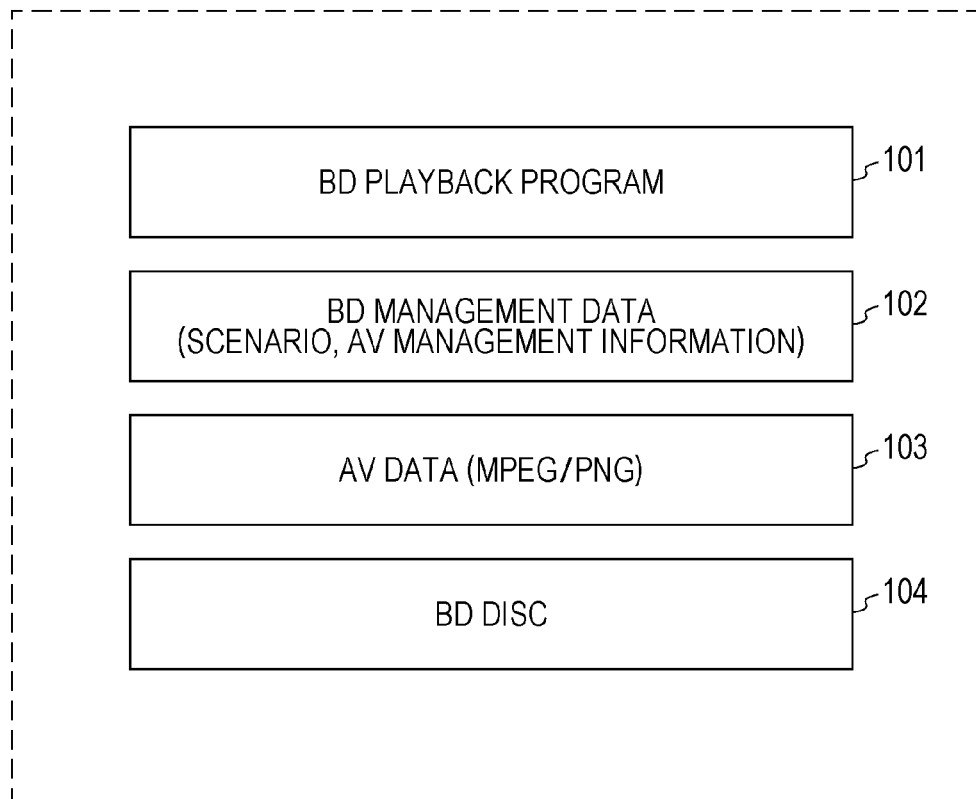 BD PLAYBACK PROGRAM
101
BD MANAGEMENT DATA
(SCENARIO, AV MANAGEMENT INFORMATION)
102
AV DATA (MPEG/PNG)
103
BD DISC
104